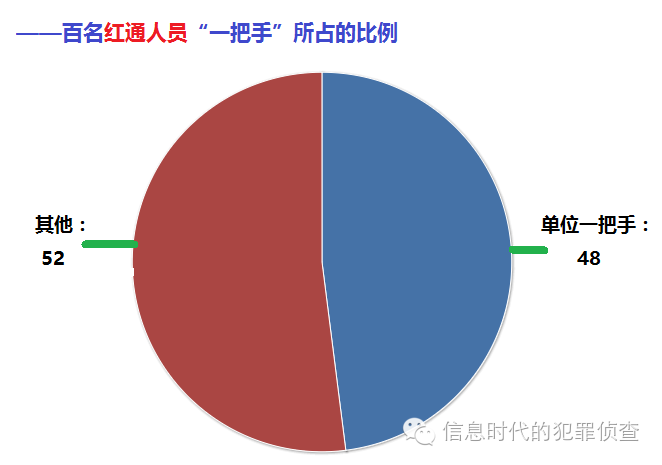 ——百名红通人员“一把手”所占的比例
其他：
52
单位一把手：
48
信息时代的犯罪侦查